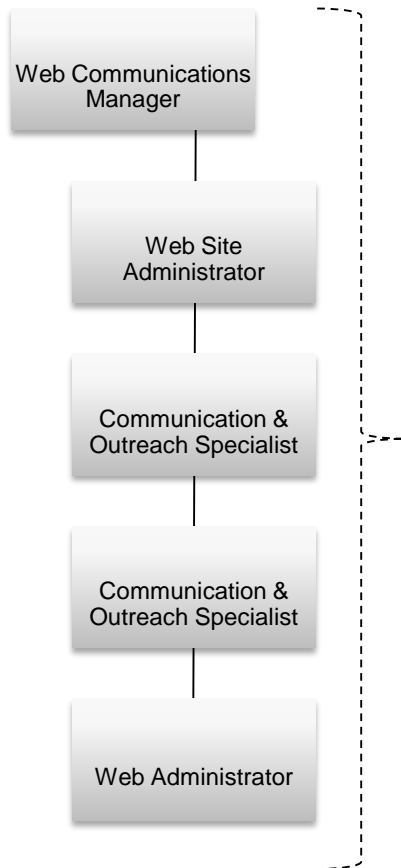 Web Communications
Manager
Web Site
Administrator
Communication &
Outreach Specialist
Communication &
Outreach Specialist
Web Administrator